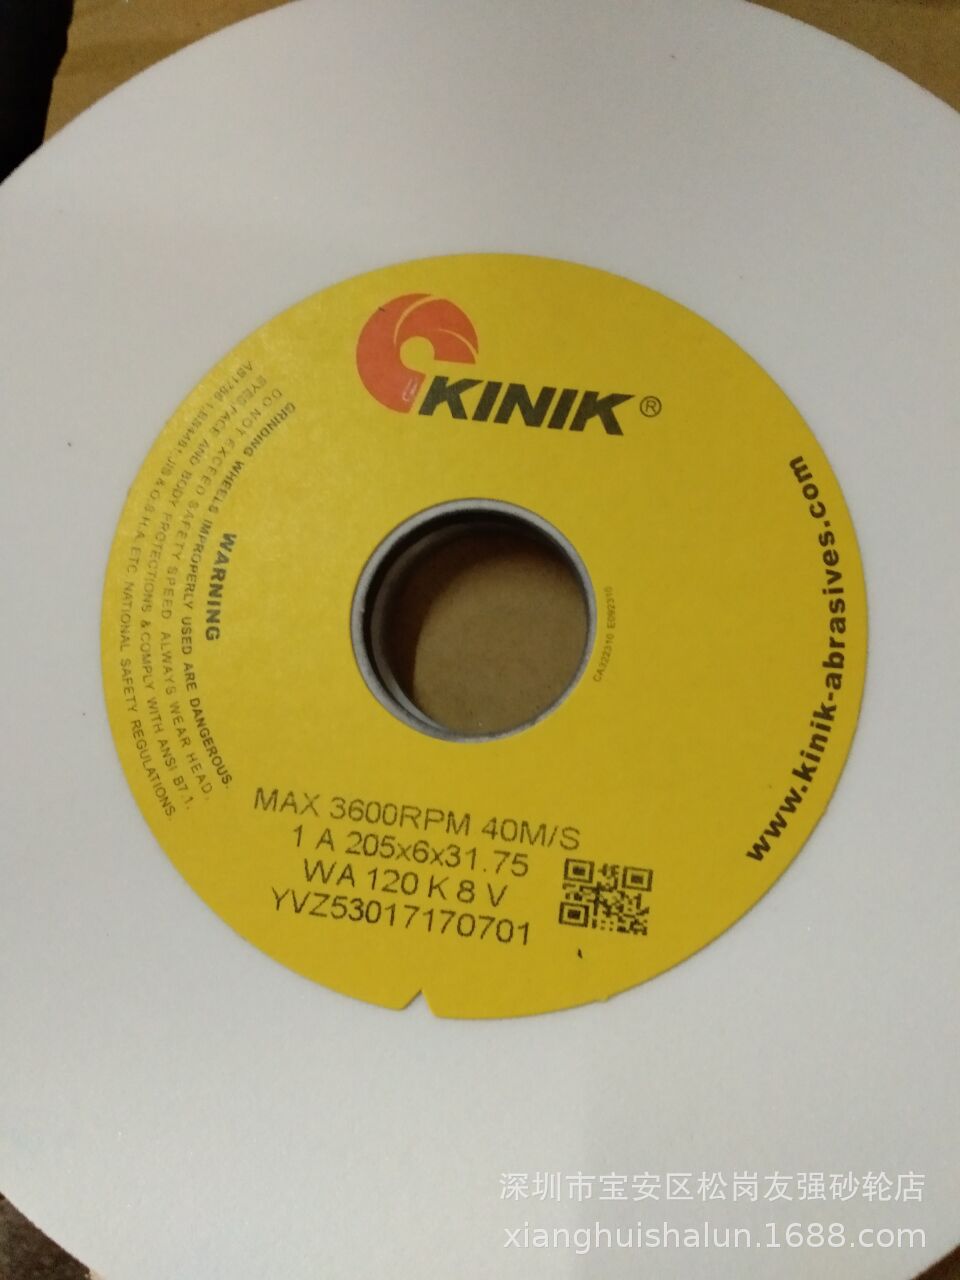 KINIK®
www.kinik-abrasives.com
WARNING
GRINDING WHEELS IMPROPERLY USED ARE DANGEROUS.
DO NOT EXCEED SAFETY SPEED ALWAYS WEAR HEAD.
EYES FACE AND BODY PROTECTIONS & COMPLY WITH ANSI B7.1,
O.S.H.A ETC NATIONAL SAFETY REGULATIONS.
CA322310 E092310
MAX 3600RPM 40M/S
1 A 205x6x31.75
WA 120 K 8 V
YVZ53017170701
深圳市宝安区松岗友强砂轮店
xianghuishalun.1688.com